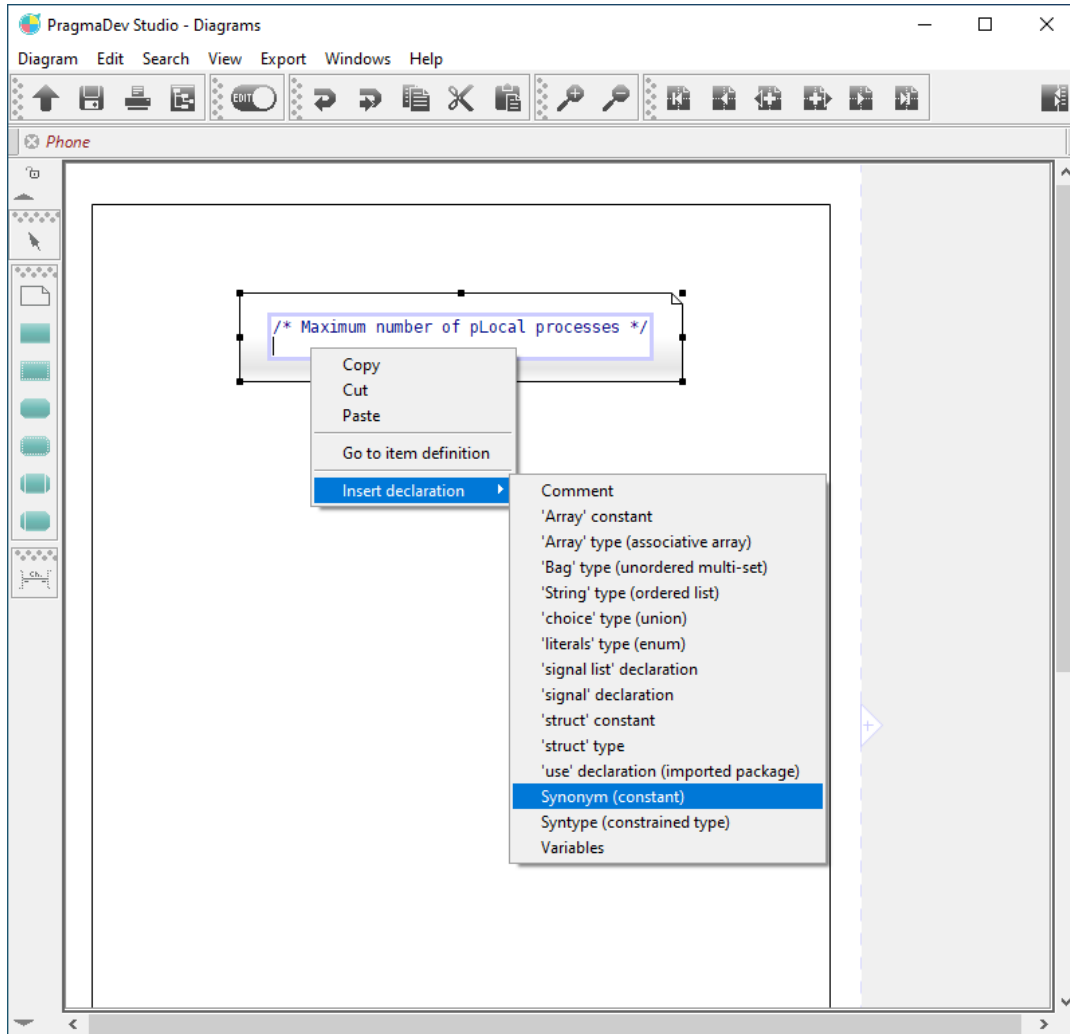 PragmaDev Studio - Diagrams
Diagram Edit Search View Export Windows Help
EDIT
Phone
/* Maximum number of pLocal processes */
Copy
Cut
Paste
Go to item definition
Insert declaration
Comment
'Array' constant
'Array' type (associative array)
'Bag' type (unordered multi-set)
'String' type (ordered list)
'choice' type (union)
'literals' type (enum)
'signal list' declaration
'signal' declaration
'struct' constant
'struct' type
'use' declaration (imported package)
Synonym (constant)
Syntype (constrained type)
Variables
Ch.